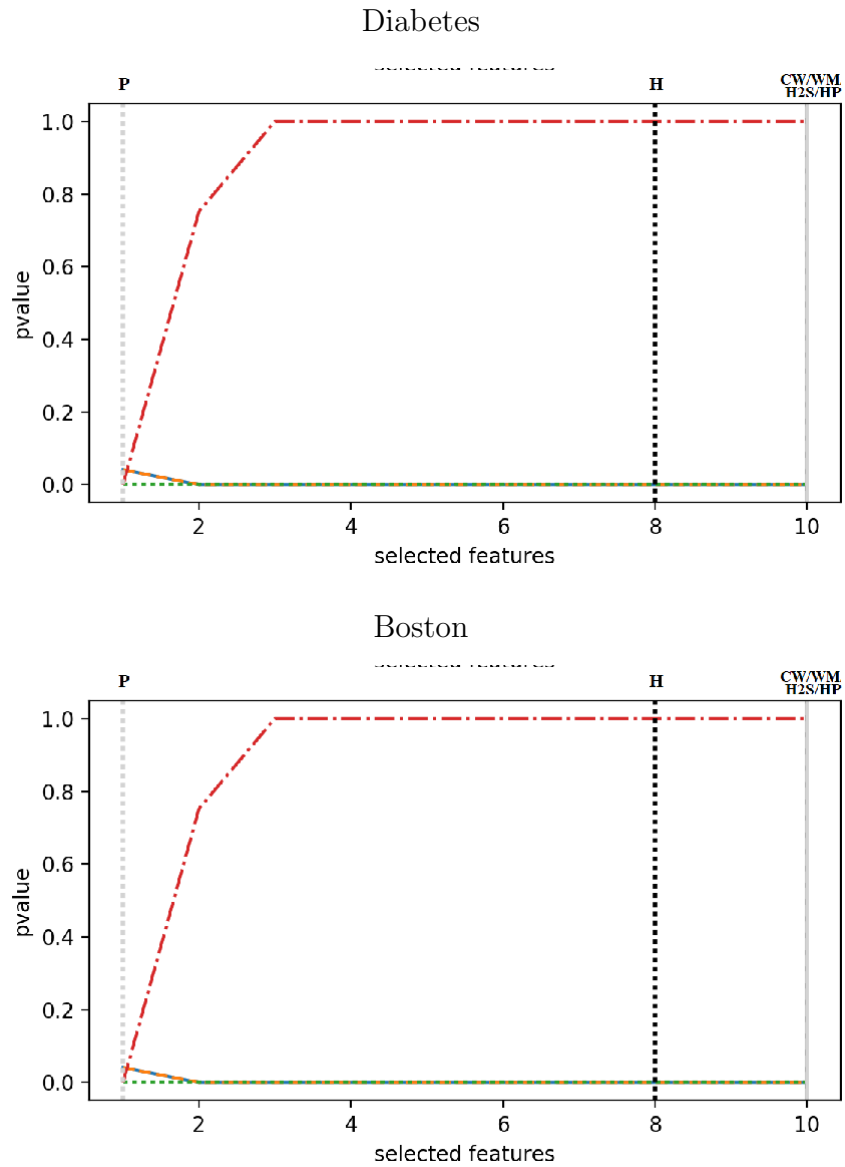 Diabetes
P H CW/WM
H2S/HP
1.0
0.8
0.6
0.4
0.2
0.0
pvalue
2 4 6 8 10
selected features
Boston
P H CW/WM
H2S/HP
1.0
0.8
0.6
0.4
0.2
0.0
pvalue
2 4 6 8 10
selected features